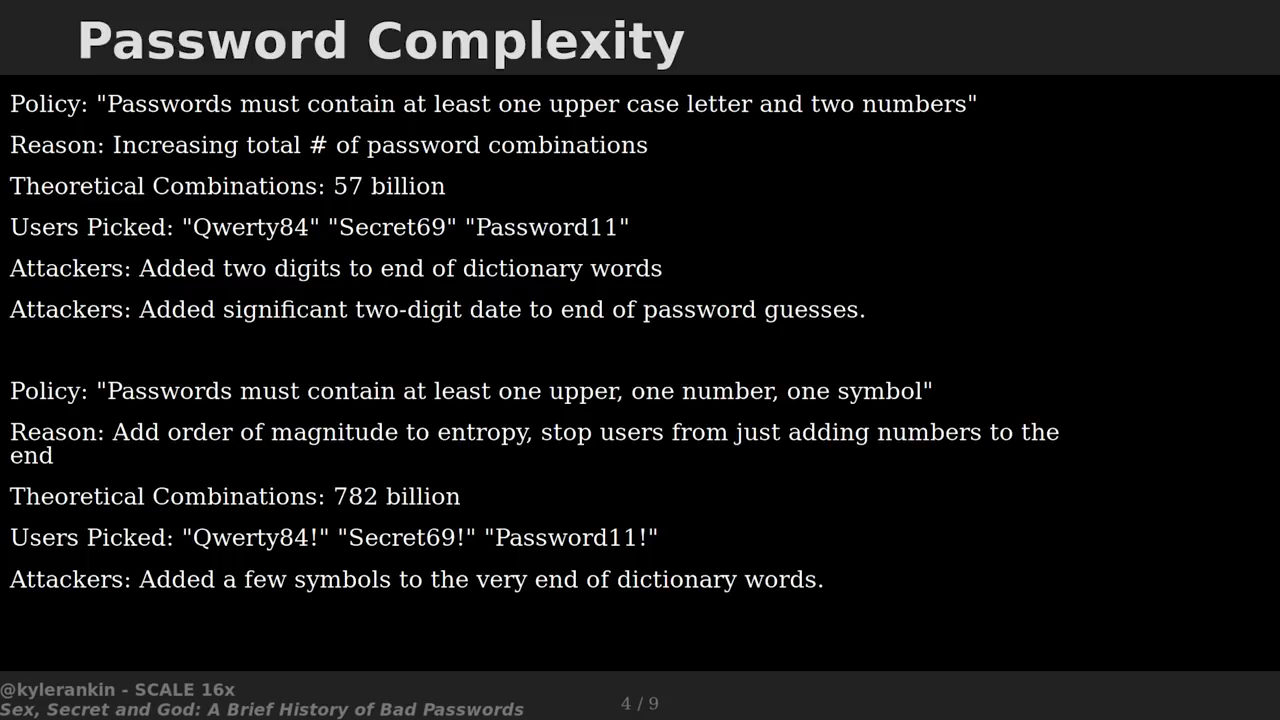 Password Complexity
Policy: "Passwords must contain at least one upper case letter and two numbers"
Reason: Increasing total # of password combinations
Theoretical Combinations: 57 billion
Users Picked: "Qwerty84" "Secret69" "Password11"
Attackers: Added two digits to end of dictionary words
Attackers: Added significant two-digit date to end of password guesses.
Policy: "Passwords must contain at least one upper, one number, one symbol"
Reason: Add order of magnitude to entropy, stop users from just adding numbers to the
end
Theoretical Combinations: 782 billion
Users Picked: "Qwerty84!" "Secret69!" "Password11!"
Attackers: Added a few symbols to the very end of dictionary words.
@kylerankin - SCALE 16x
Sex, Secret and God: A Brief History of Bad Passwords
4 / 9